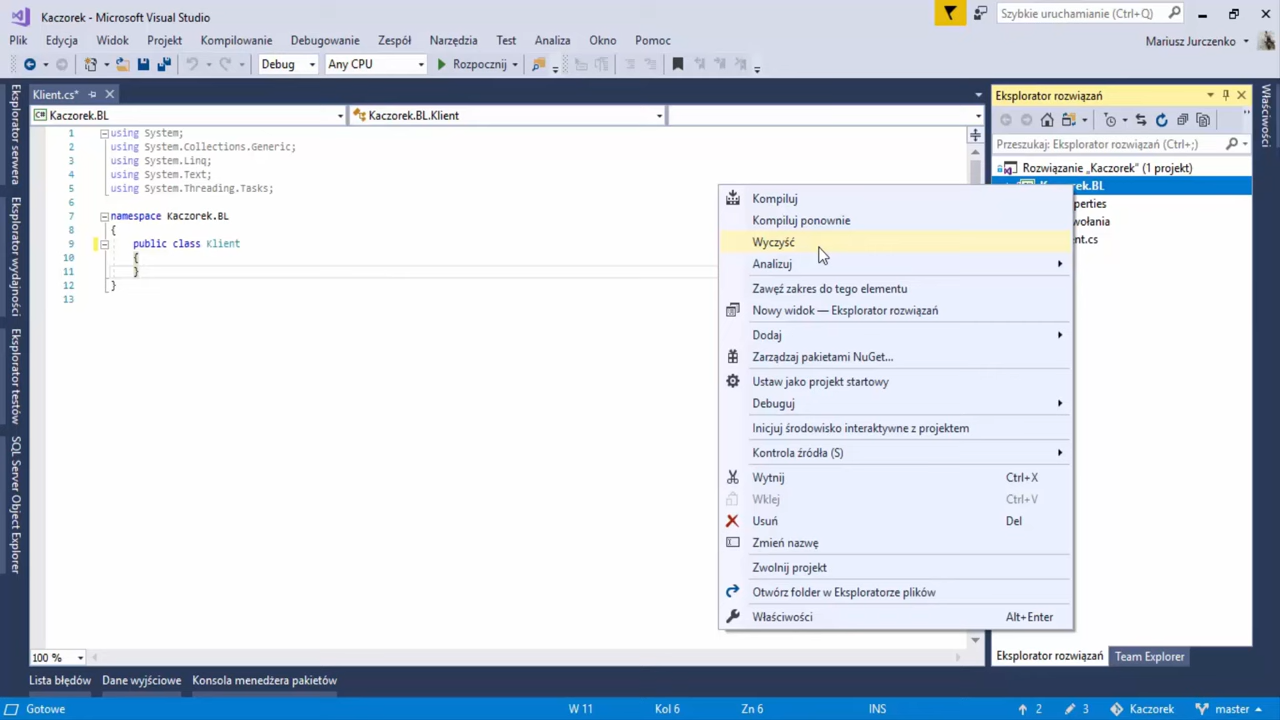 Kaczorek - Microsoft Visual Studio
Szybkie uruchamianie (Ctrl+Q)
Plik Edycja Widok Projekt Kompilowanie Debugowanie Zespół Narzędzia Test Analiza Okno Pomoc
Mariusz Jurczenko
Debug Any CPU Rozpocznij
Eksplorator serwera
Eksplorator wydajności
Eksplorator testów
SQL Server Object Explorer
Klient.cs*
Kaczorek.BL Kaczorek.BL.Klient
1 using System;
2 using System.Collections.Generic;
3 using System.Linq;
4 using System.Text;
5 using System.Threading.Tasks;
6
7 namespace Kaczorek.BL
8 {
9 public class Klient
10 {
11 }
12 }
13
100 %
Kompiluj
Kompiluj ponownie
Wyczyść
Analizuj
Zawęź zakres do tego elementu
Nowy widok — Eksplorator rozwiązań
Dodaj
Zarządzaj pakietami NuGet...
Ustaw jako projekt startowy
Debuguj
Inicjuj środowisko interaktywne z projektem
Kontrola źródła (S)
Wytnij Ctrl+X
Wklej Ctrl+V
Usuń Del
Zmień nazwę
Zwolnij projekt
Otwórz folder w Eksploratorze plików
Właściwości Alt+Enter
Eksplorator rozwiązań
Przeszukaj: Eksplorator rozwiązań (Ctrl+;)
Rozwiązanie „Kaczorek” (1 projekt)
Kaczorek.BL
perties
wołania
nt.cs
Eksplorator rozwiązań Team Explorer
Właściwości
Lista błędów Dane wyjściowe Konsola menedżera pakietów
Gotowe W 11 Kol 6 Zn 6 INS 2 3 Kaczorek master